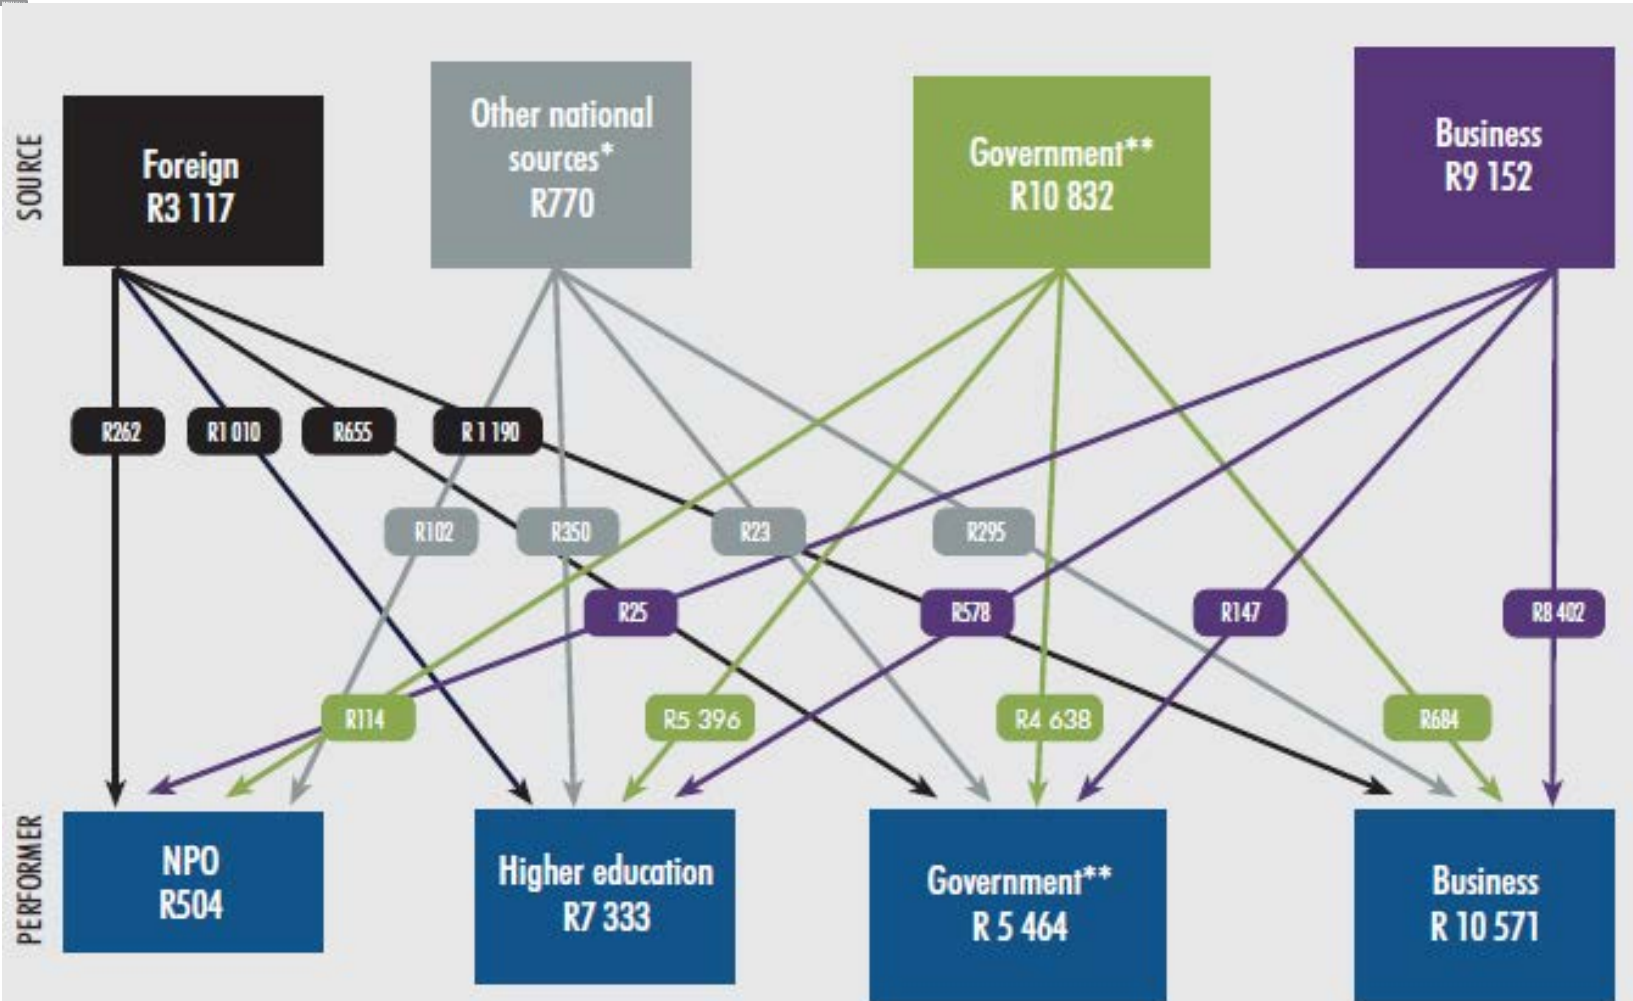 SOURCE
Foreign
R3 117
Other national
sources*
R770
Government**
R10 832
Business
R9 152
R262
R1 010
R655
R 1 190
R102
R350
R23
R295
R25
R578
R147
R8 402
R114
R5 396
R4 638
R684
PERFORMER
NPO
R504
Higher education
R7 333
Government**
R 5 464
Business
R 10 571